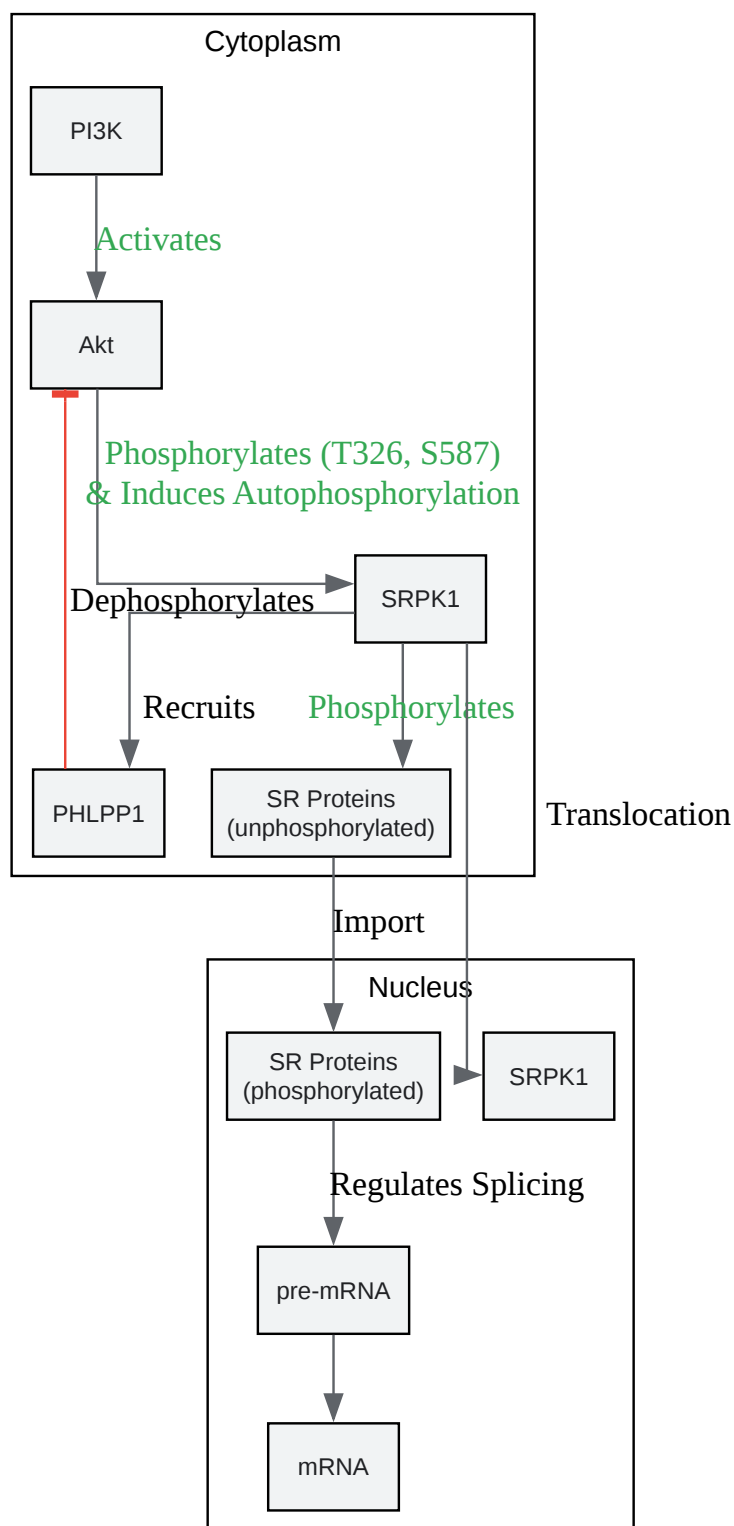 Cytoplasm
PI3K
Activates
Akt
Phosphorylates (T326, S587)
& Induces Autophosphorylation
SRPK1
Dephosphorylates
Recruits
Phosphorylates
PHLPP1
SR Proteins
(unphosphorylated)
Translocation
Import
Nucleus
SR Proteins
(phosphorylated)
SRPK1
Regulates Splicing
pre-mRNA
mRNA